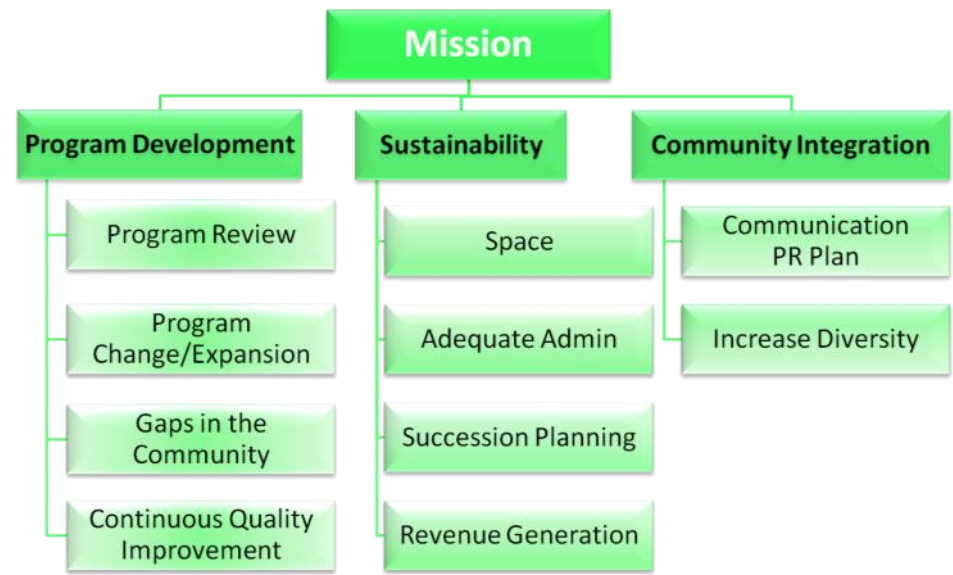 Mission
Program Development
Program Review
Program
Change/Expansion
Gaps in the
Community
Continuous Quality
Improvement
Sustainability
Space
Adequate Admin
Succession Planning
Revenue Generation
Community Integration
Communication
PR Plan
Increase Diversity